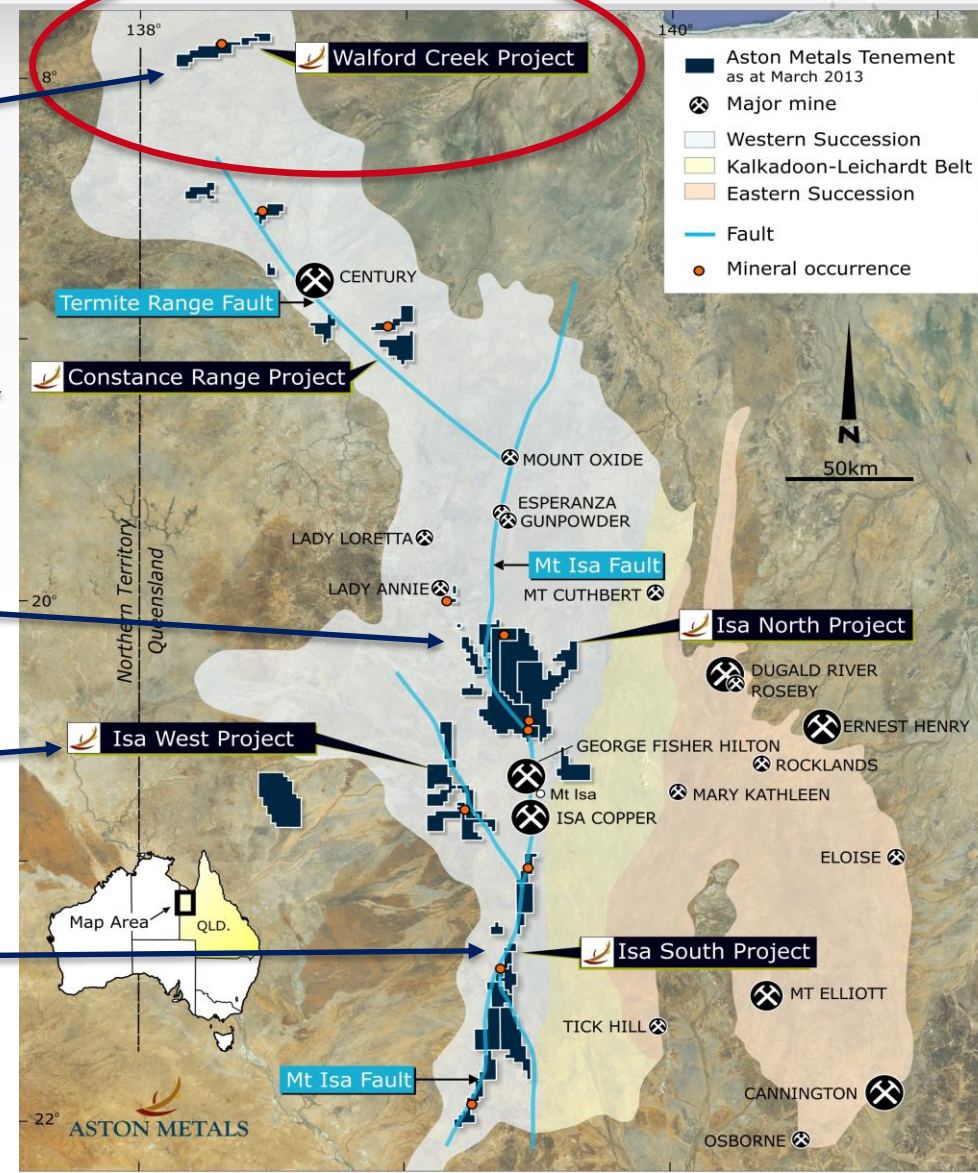 138°
140°
Walford Creek Project
Aston Metals Tenement
as at March 2013
Major mine
Western Succession
Kalkadoon-Leichardt Belt
Eastern Succession
Fault
Mineral occurrence
8°
CENTURY
Termite Range Fault
Constance Range Project
N
50km
MOUNT OXIDE
ESPERANZA
GUNPOWDER
LADY LORETTA
Mt Isa Fault
LADY ANNIE
MT CUTHBERT
20°
Northern Territory
Queensland
Isa North Project
DUGALD RIVER
ROSEBY
ERNEST HENRY
Isa West Project
GEORGE FISHER HILTON
ROCKLANDS
Mt Isa
MARY KATHLEEN
ISA COPPER
ELOISE
Map Area
QLD.
Isa South Project
MT ELLIOTT
TICK HILL
Mt Isa Fault
CANNINGTON
22°
ASTON METALS
OSBORNE